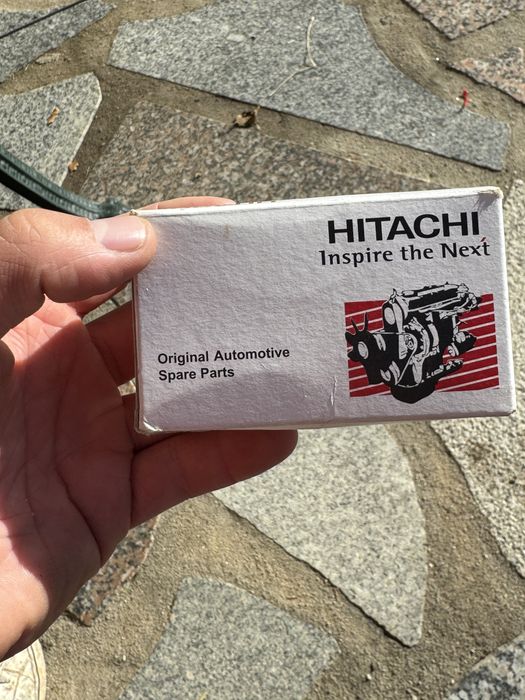 HITACHI
Inspire the Next
Original Automotive
Spare Parts